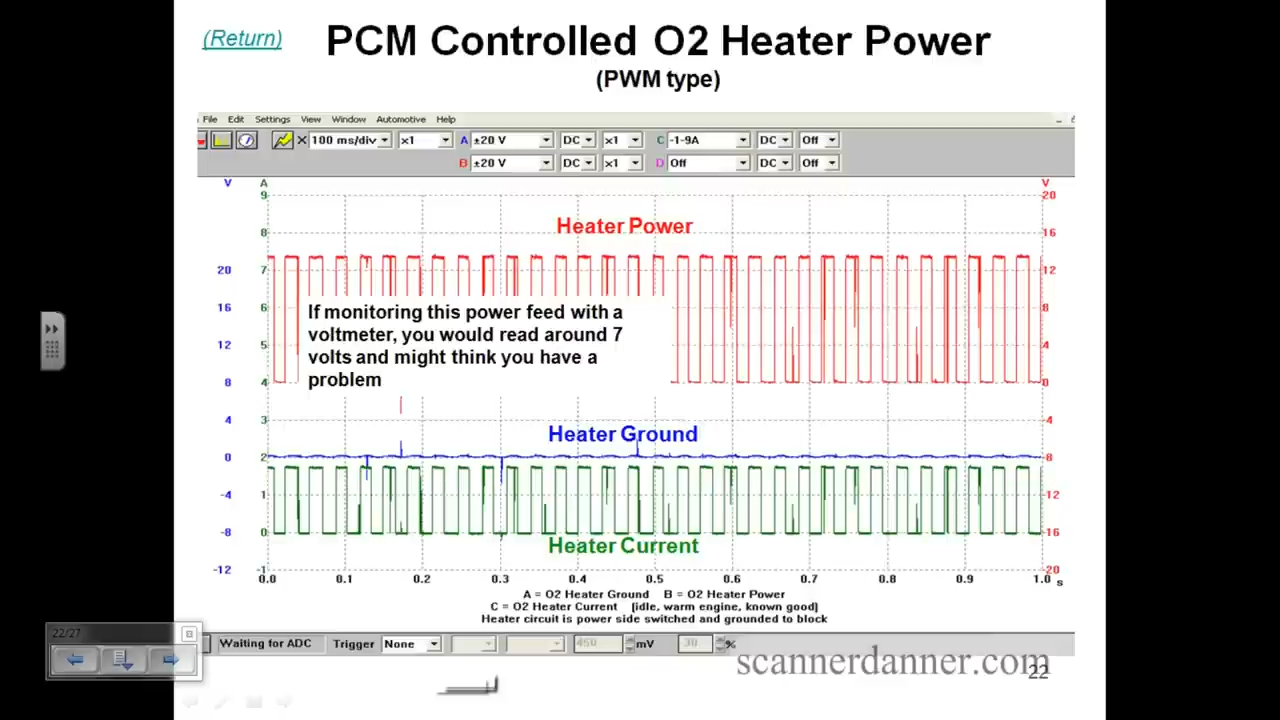 (Return)
PCM Controlled O2 Heater Power
(PWM type)
File Edit Settings View Window Automotive Help
100 ms/div x1 A ±20 V DC x1 C -1-9A DC Off
B ±20 V DC x1 D Off DC Off
V A V
9 20
8 16
Heater Power
20 7 12
16 6 8
If monitoring this power feed with a
voltmeter, you would read around 7
volts and might think you have a
problem
12 5 4
8 4 0
4 3 -4
Heater Ground
0 2 -8
-4 1 -12
-8 0 -16
Heater Current
-12 -1 -20
0.0 0.1 0.2 0.3 0.4 0.5 0.6 0.7 0.8 0.9 1.0 s
A = O2 Heater Ground B = O2 Heater Power
C = O2 Heater Current (idle, warm engine, known good)
Heater circuit is power side switched and grounded to block
22/27
Waiting for ADC Trigger None 450 mV 30 %
scannerdanner.com
22